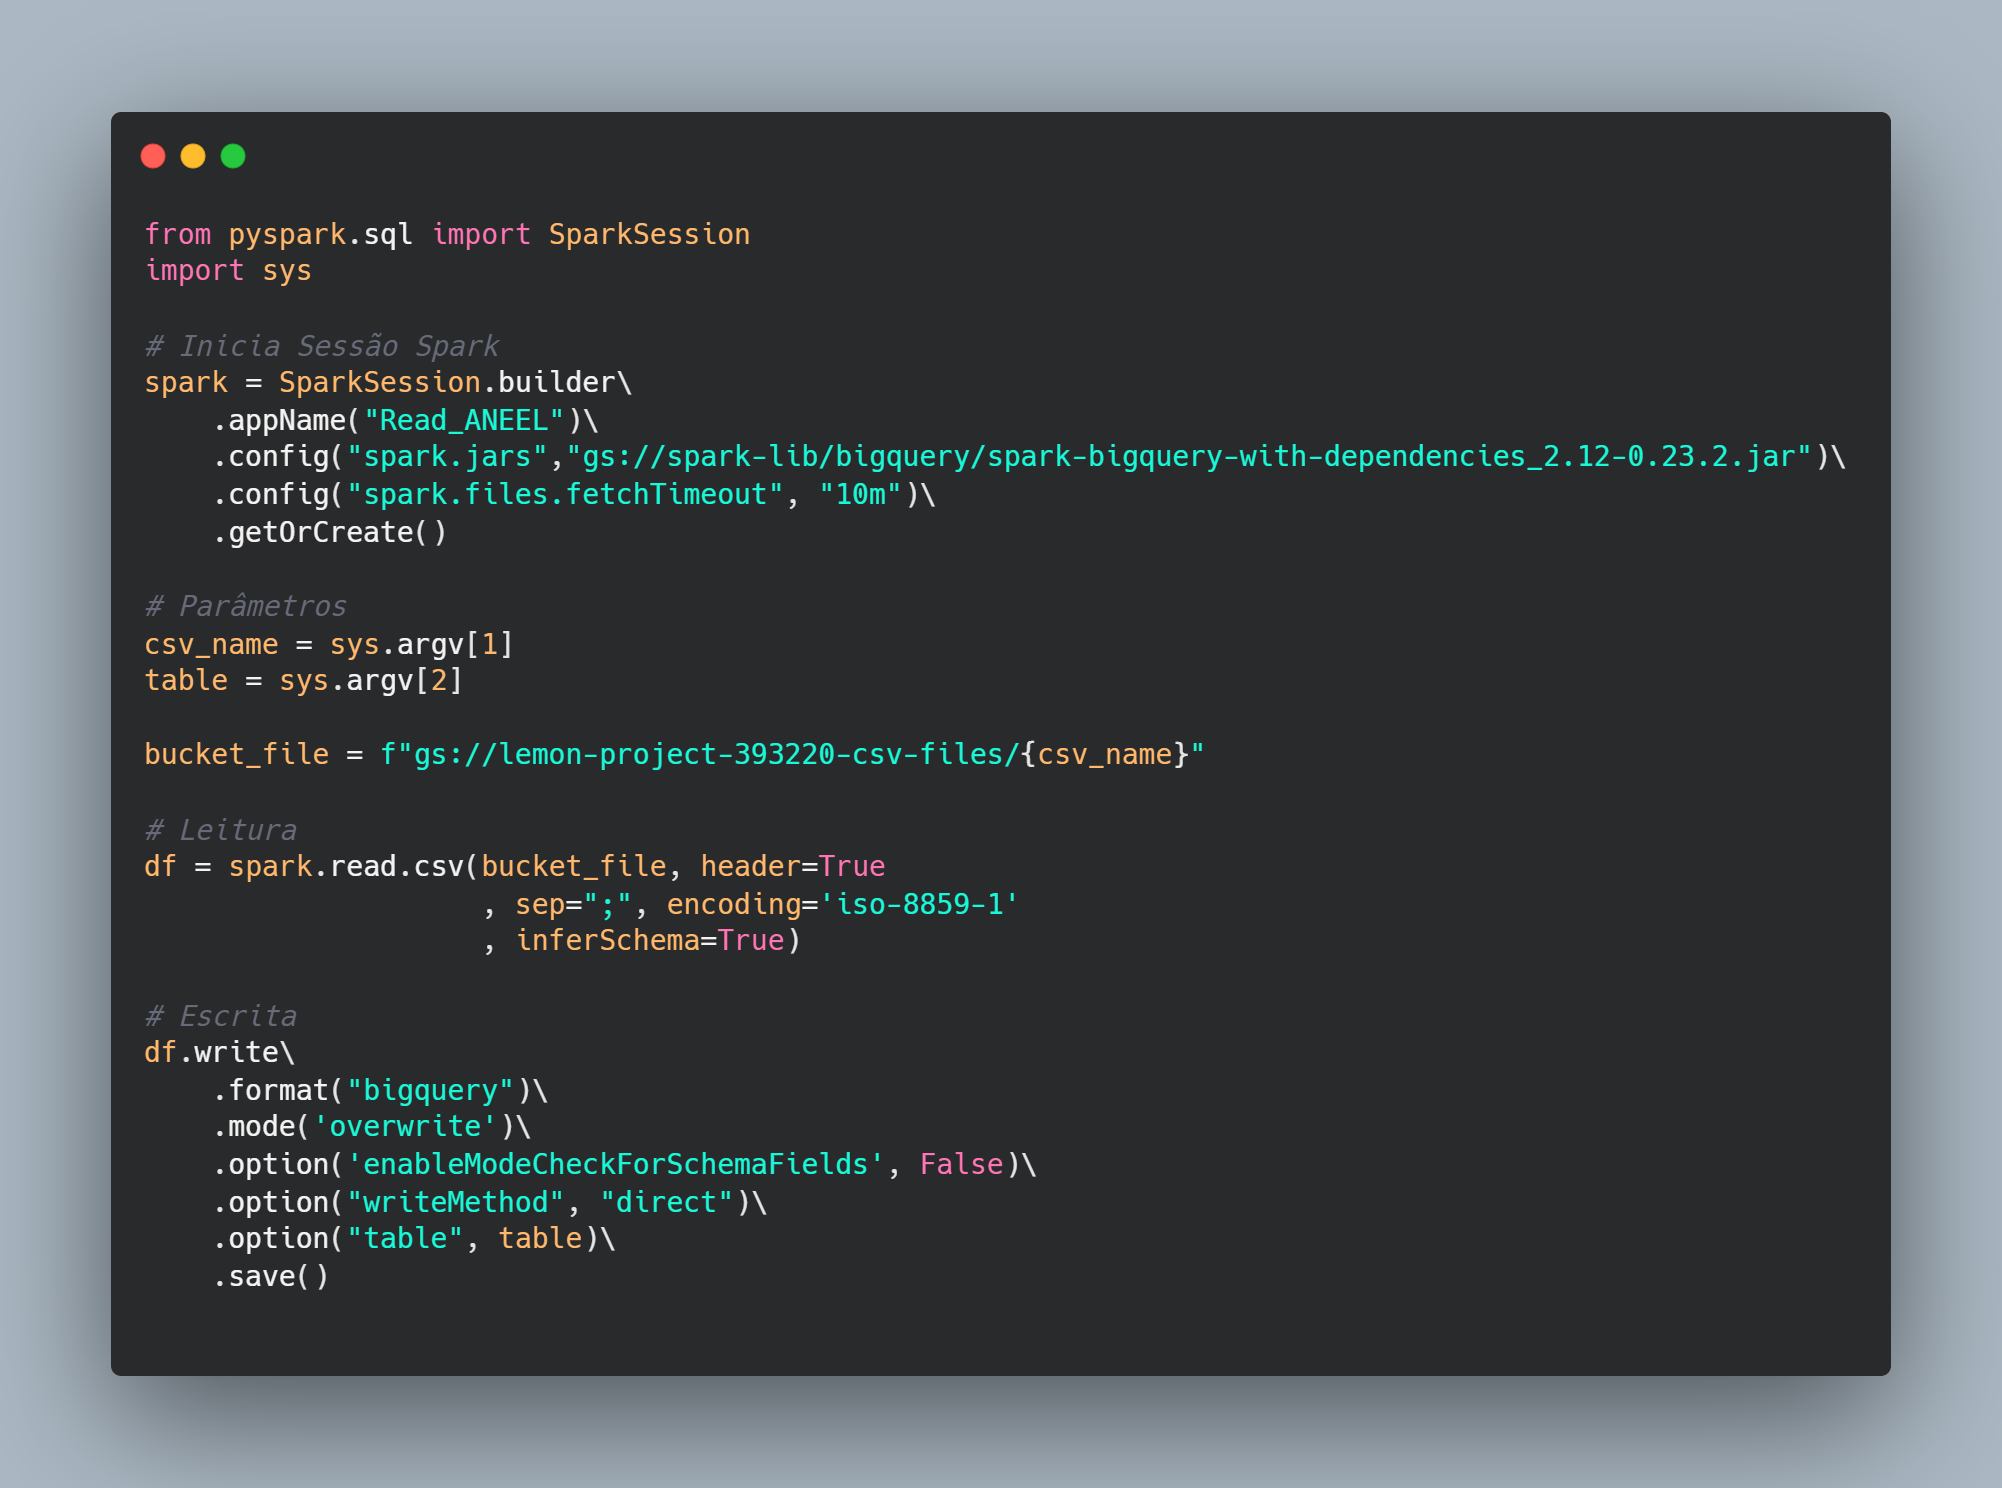 from pyspark.sql import SparkSession
import sys

# Inicia Sessão Spark
spark = SparkSession.builder\
    .appName("Read_ANEEL")\
    .config("spark.jars","gs://spark-lib/bigquery/spark-bigquery-with-dependencies_2.12-0.23.2.jar")\
    .config("spark.files.fetchTimeout", "10m")\
    .getOrCreate()

# Parâmetros
csv_name = sys.argv[1]
table = sys.argv[2]

bucket_file = f"gs://lemon-project-393220-csv-files/{csv_name}"

# Leitura
df = spark.read.csv(bucket_file, header=True
                    , sep=";", encoding='iso-8859-1'
                    , inferSchema=True)

# Escrita
df.write\
    .format("bigquery")\
    .mode('overwrite')\
    .option('enableModeCheckForSchemaFields', False)\
    .option("writeMethod", "direct")\
    .option("table", table)\
    .save()